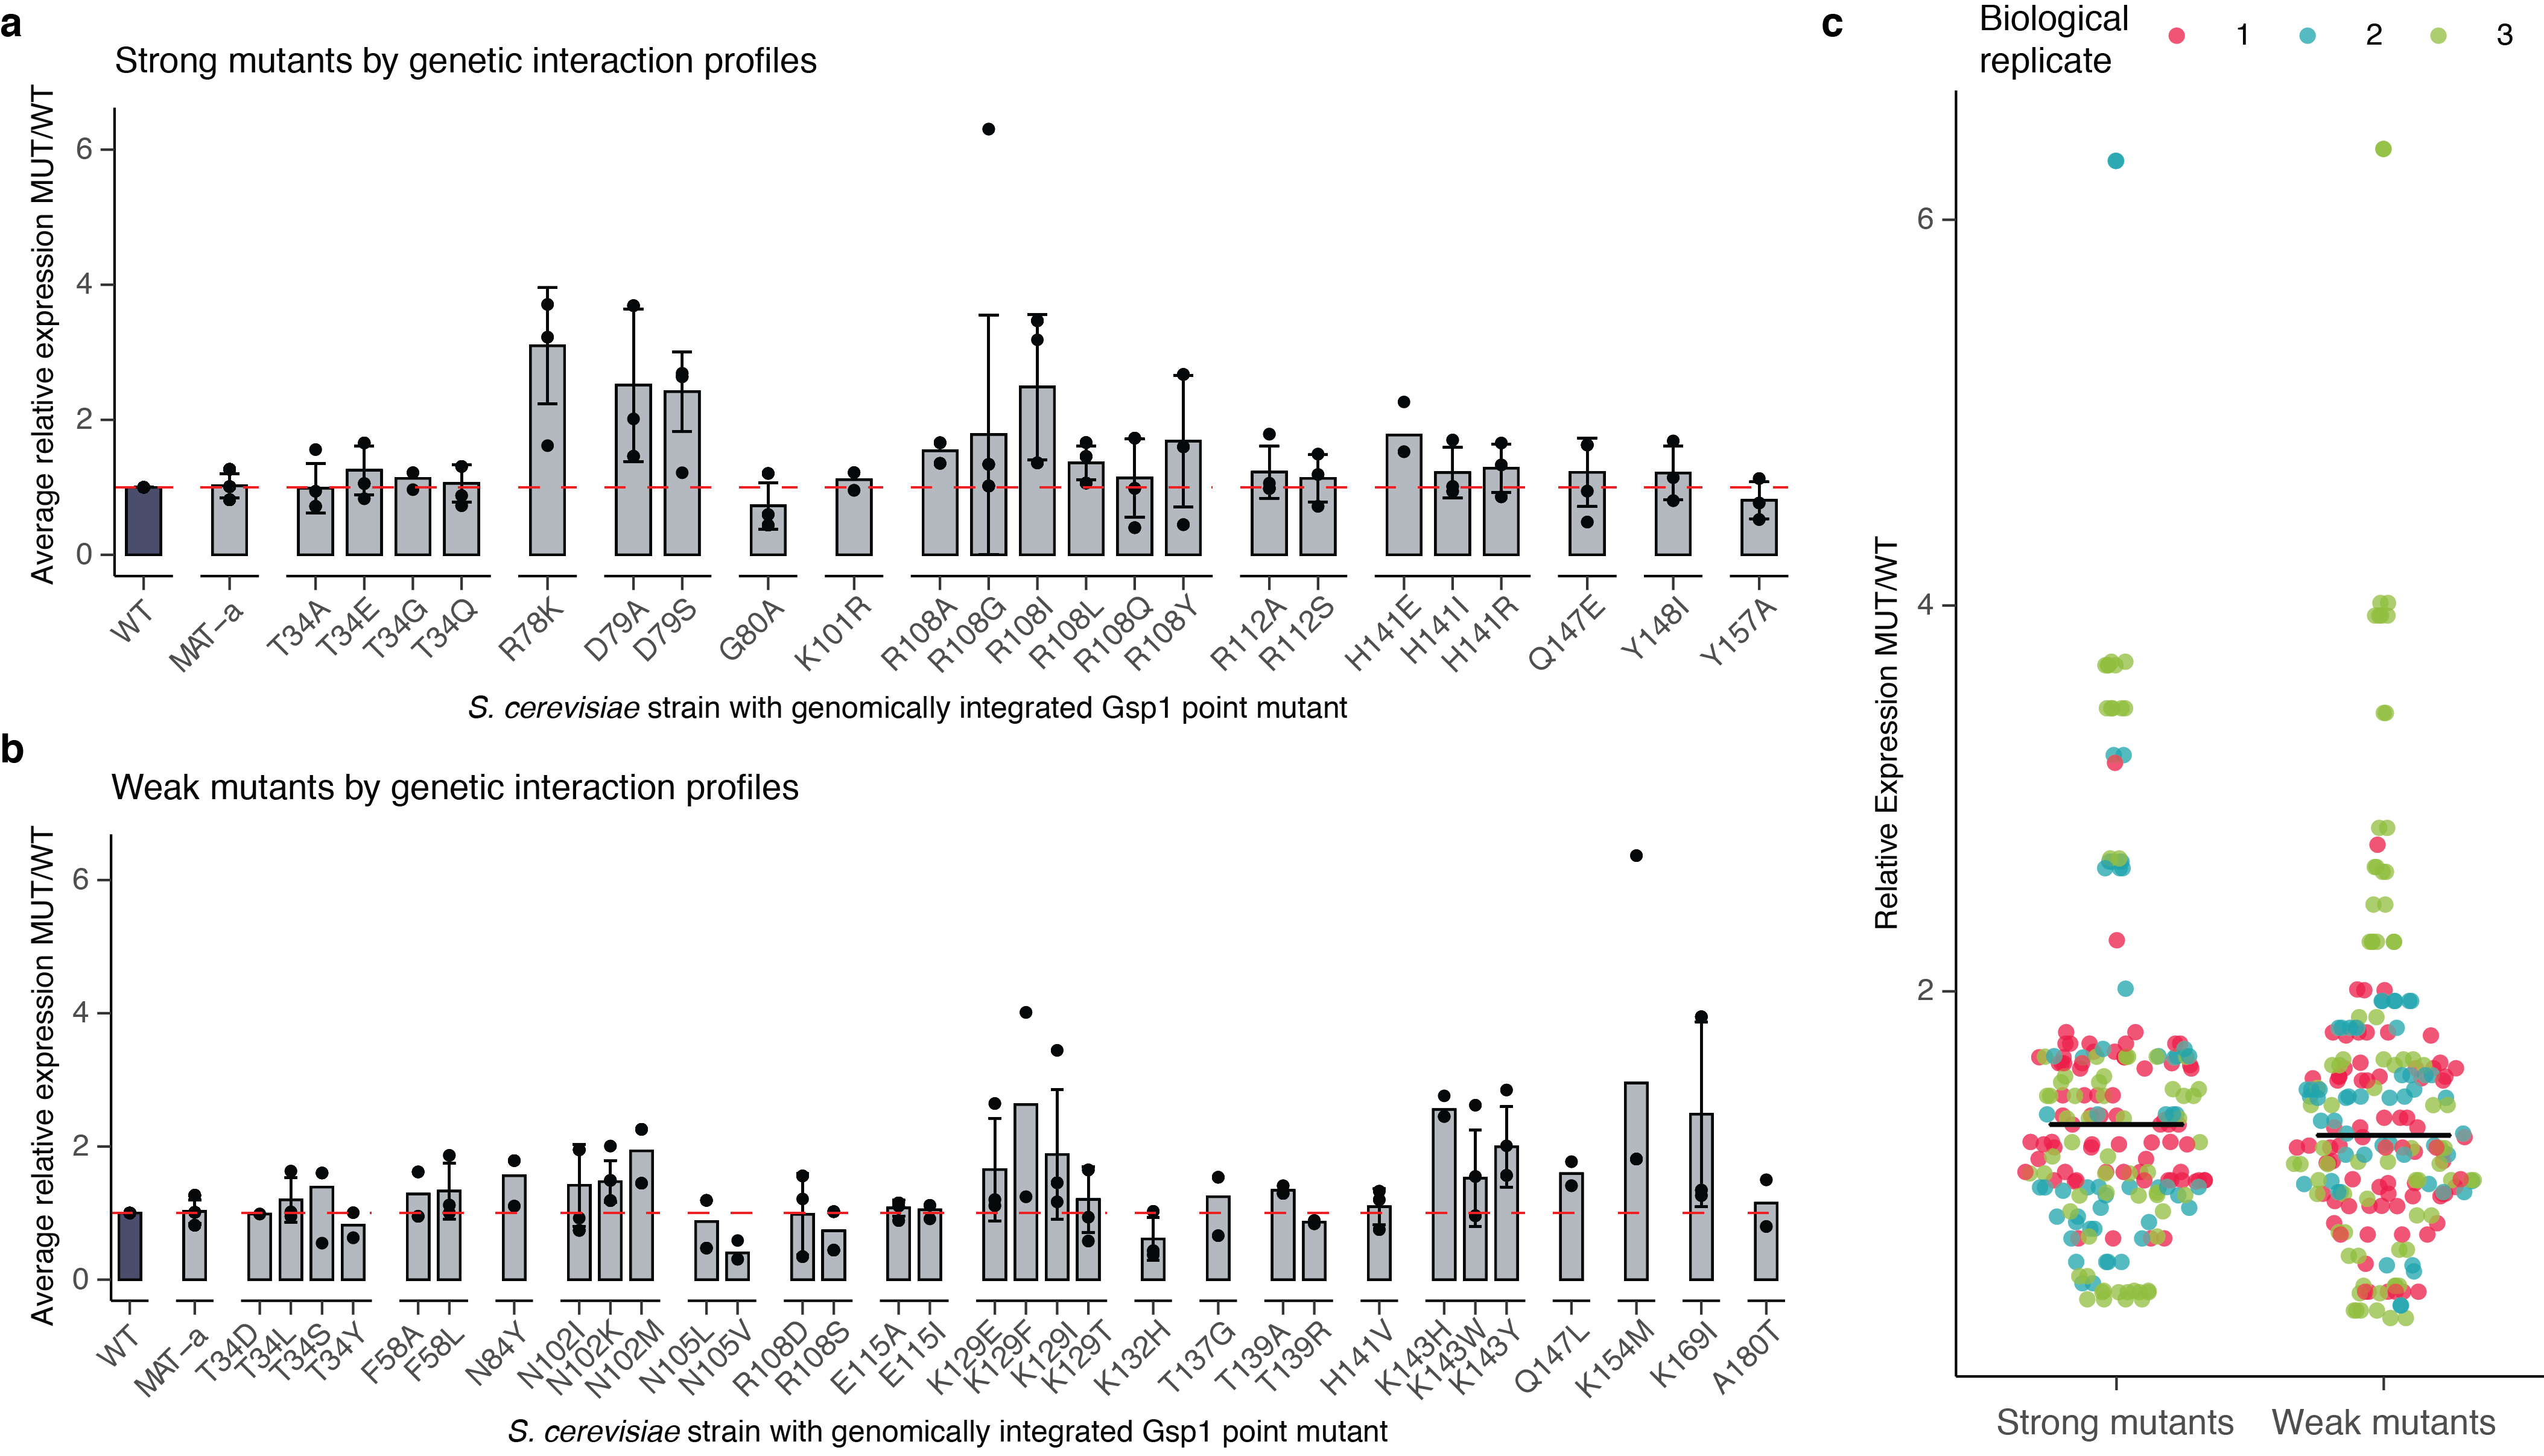 a
Strong mutants by genetic interaction profiles
Average relative expression MUT/WT
6
4
2
0
WT
MAT−a
T34A
T34E
T34G
T34Q
R78K
D79A
D79S
G80A
K101R
R108A
R108G
R108I
R108L
R108Q
R108Y
R112A
R112S
H141E
H141I
H141R
Q147E
Y148I
Y157A
S. cerevisiae strain with genomically integrated Gsp1 point mutant
b
Weak mutants by genetic interaction profiles
Average relative expression MUT/WT
6
4
2
0
WT
MAT−a
T34D
T34L
T34S
T34Y
F58A
F58L
N84Y
N102I
N102K
N102M
N105L
N105V
R108D
R108S
E115A
E115I
K129E
K129F
K129I
K129T
K132H
T137G
T139A
T139R
H141V
K143H
K143W
K143Y
Q147L
K154M
K169I
A180T
S. cerevisiae strain with genomically integrated Gsp1 point mutant
c
Biological
replicate
1
2
3
Relative Expression MUT/WT
6
4
2
Strong mutants
Weak mutants